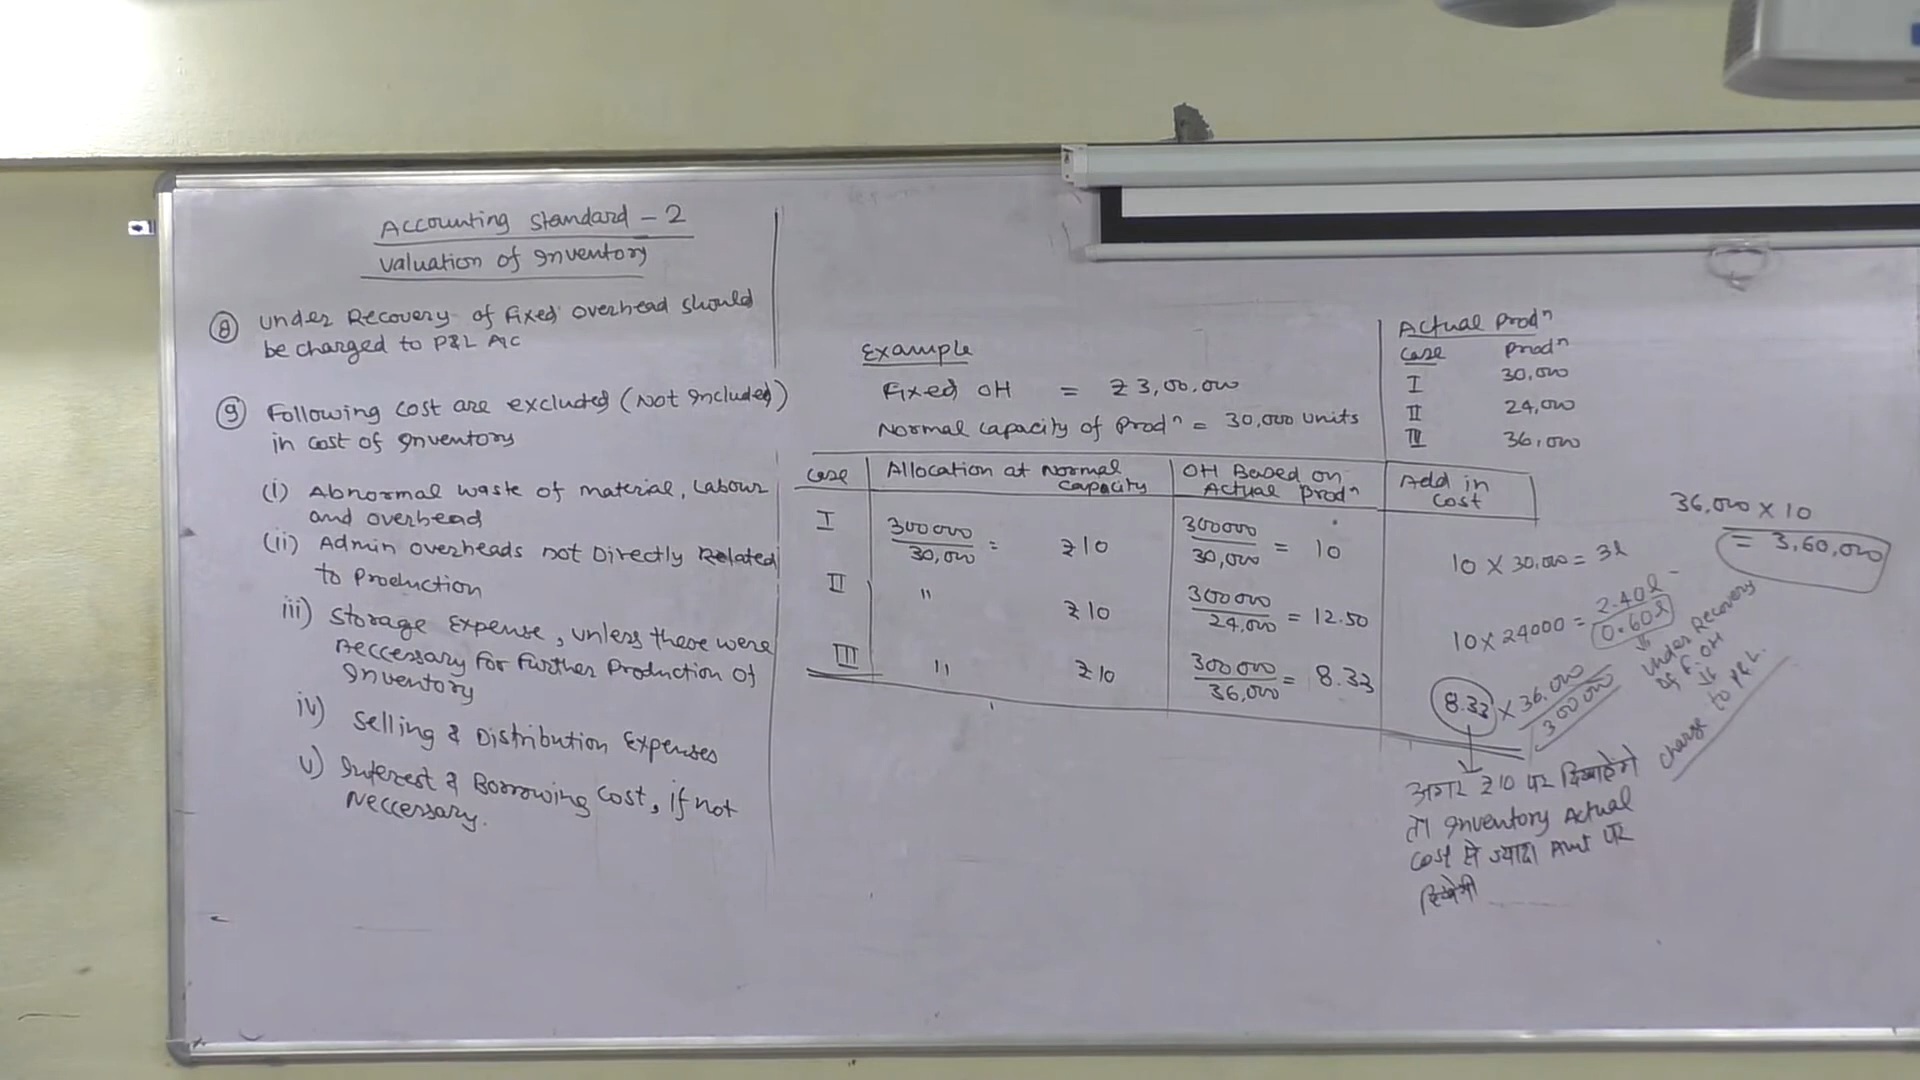 Accounting Standard - 2
Valuation of Inventory
⑧ Under Recovery of Fixed overhead should
be charged to P&L A/C
⑨ Following Cost are excluded (Not Included)
in Cost of Inventory
(i) Abnormal waste of material, Labour
and overhead
(ii) Admin overheads not Directly Related
to Production
iii) Storage Expense, unless these were
Neccessary for Further Production of
Inventory
iv) Selling & Distribution Expenses
v) Interest & Borrowing Cost, if not
Neccessary.
Example
Fixed OH = ₹3,00,000
Normal Capacity of Prodⁿ = 30,000 units
Actual Prodⁿ
Case Prodⁿ
I 30,000
II 24,000
III 36,000
Case Allocation at Normal Capacity OH Based on Actual Prodⁿ Add in Cost
I 300000/30,000 = ₹10 300000/30,000 = 10 10 × 30,000 = 3L
II " ₹10 300000/24,000 = 12.50 10 × 24000 = 2.40L
0.60L
III " ₹10 300000/36,000 = 8.33 8.33 × 36,000
300000
36,000 × 10
= 3,60,000
Under Recovery
of F.OH
Charge to P&L.
अगर ₹10 पर दिखाएंगे
तो Inventory Actual
Cost से ज्यादा Amt पर
दिखेगी